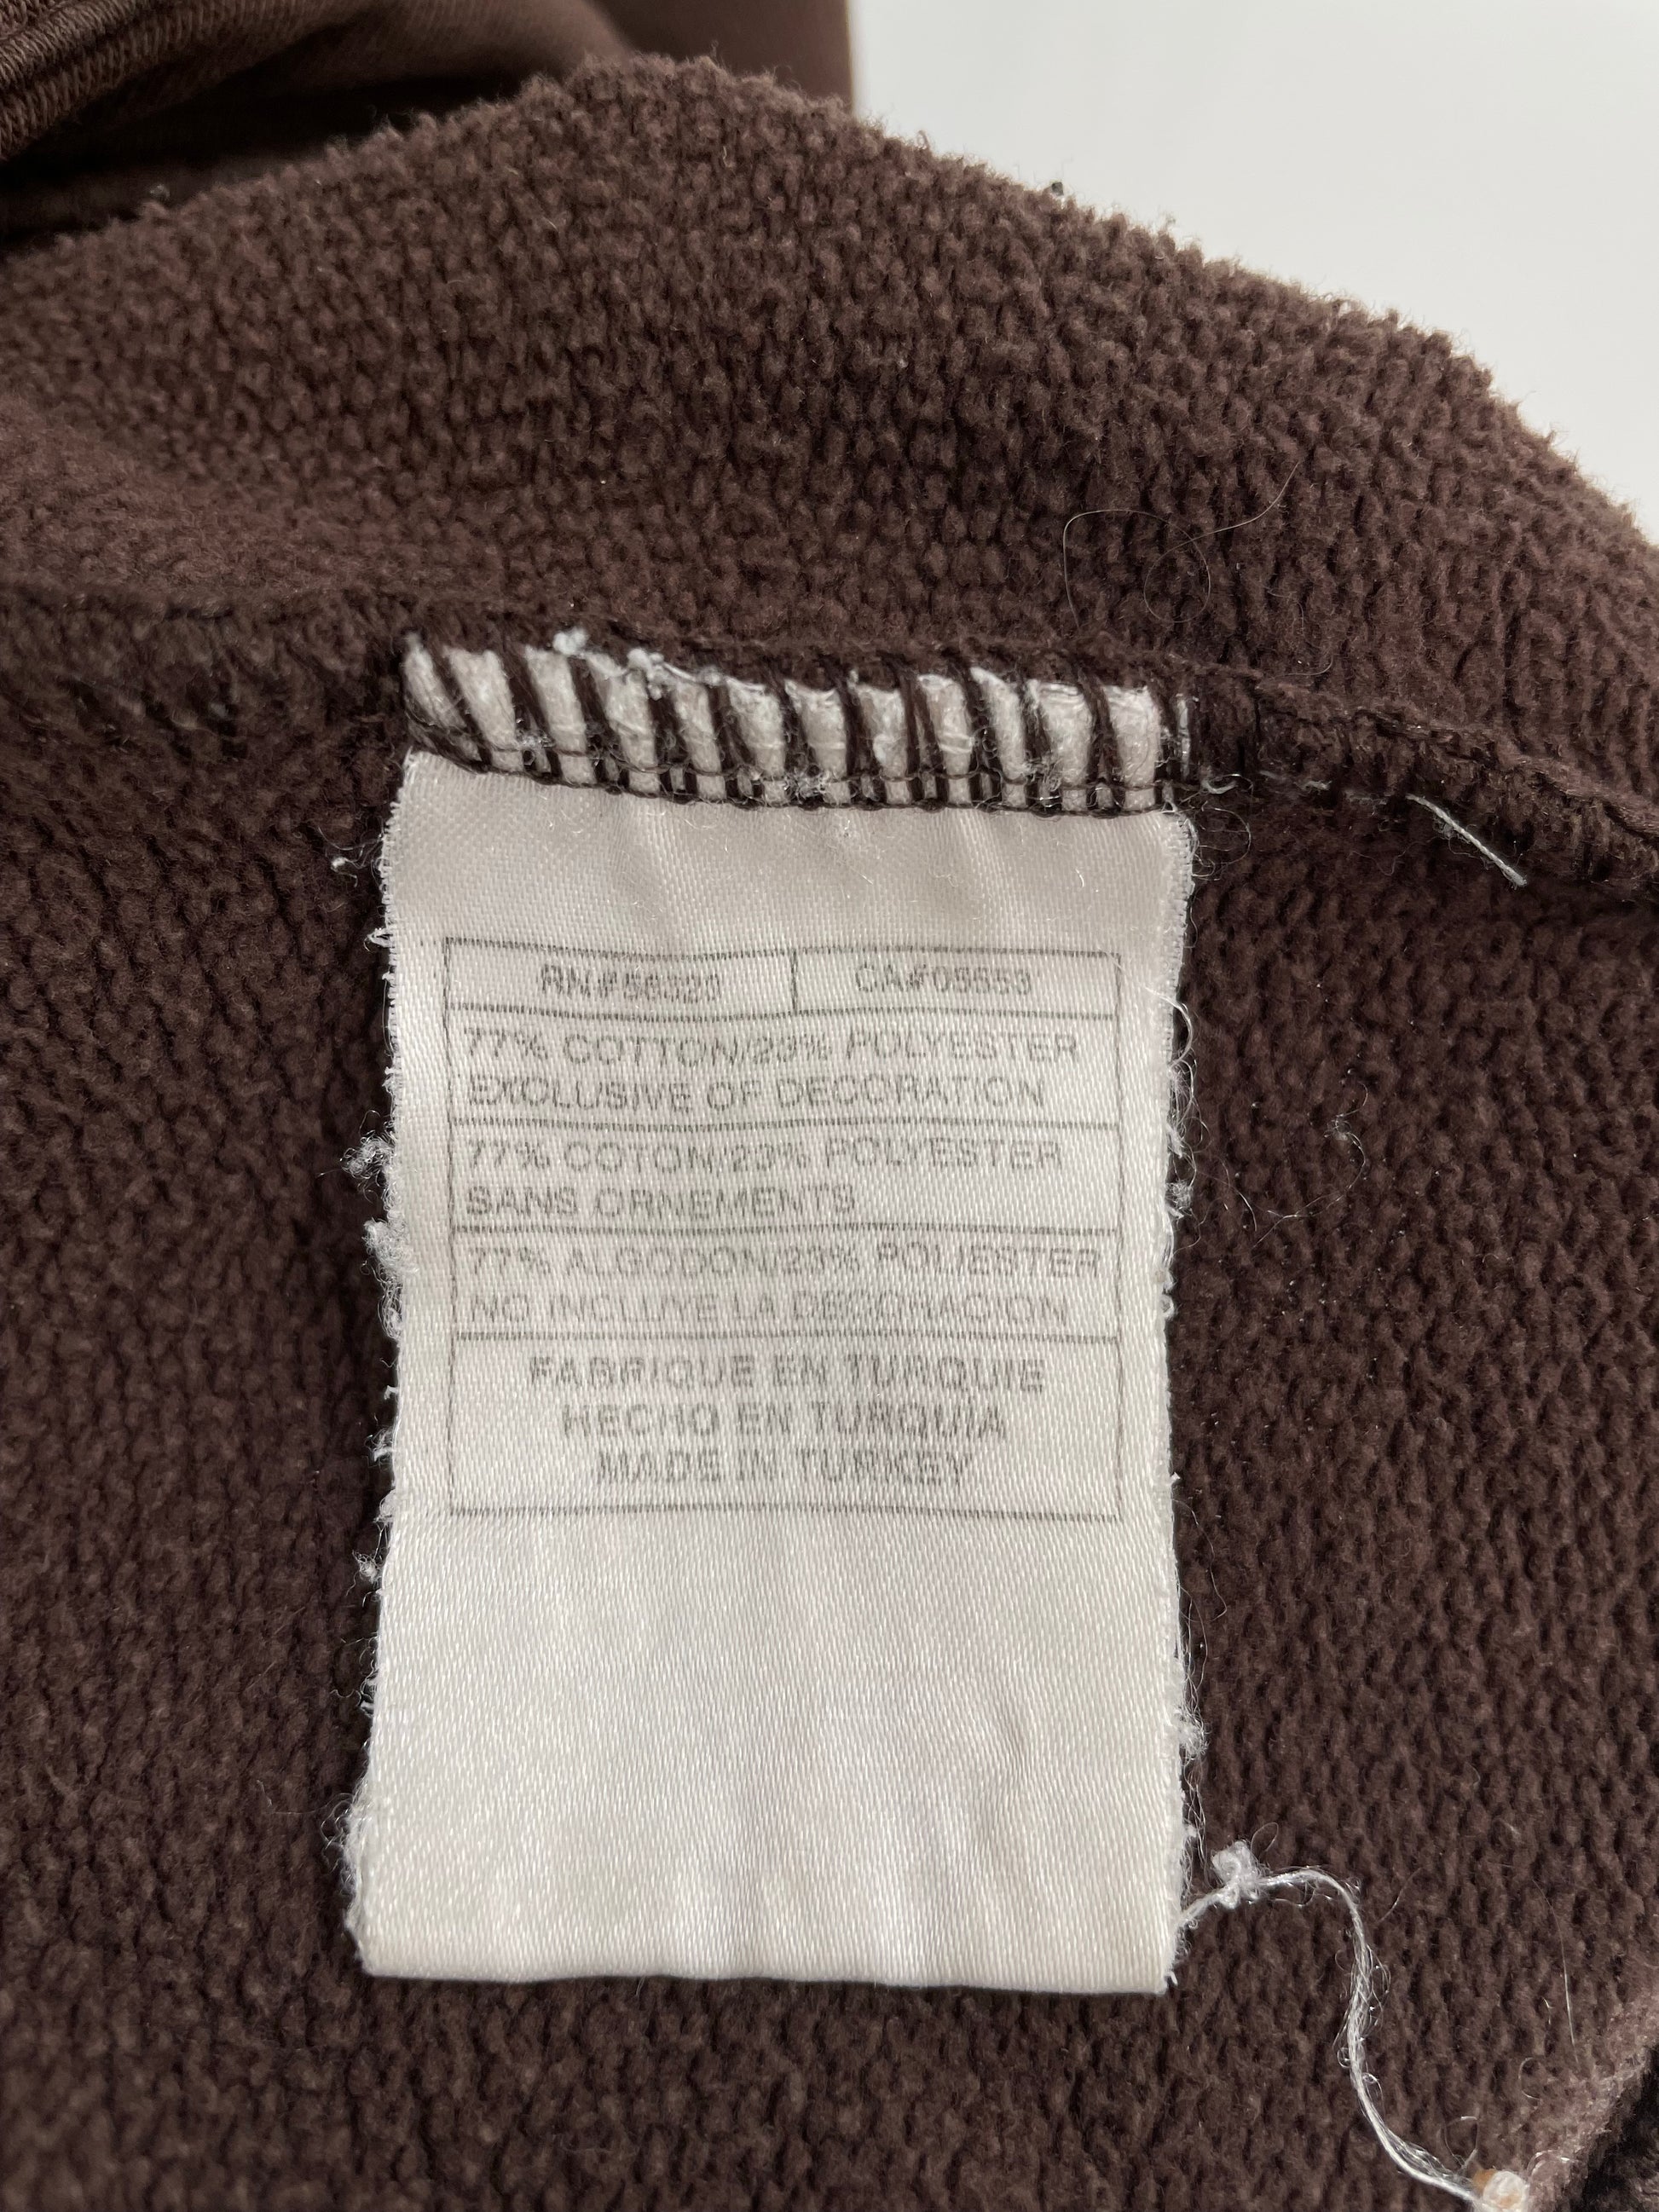 RN#56323 CA#05553
77% COTTON/23% POLYESTER
EXCLUSIVE OF DECORATION
77% COTON/23% POLYESTER
SANS ORNEMENTS
77% ALGODON/23% POLIESTER
NO INCLUYE LA DECORACION
FABRIQUE EN TURQUIE
HECHO EN TURQUIA
MADE IN TURKEY